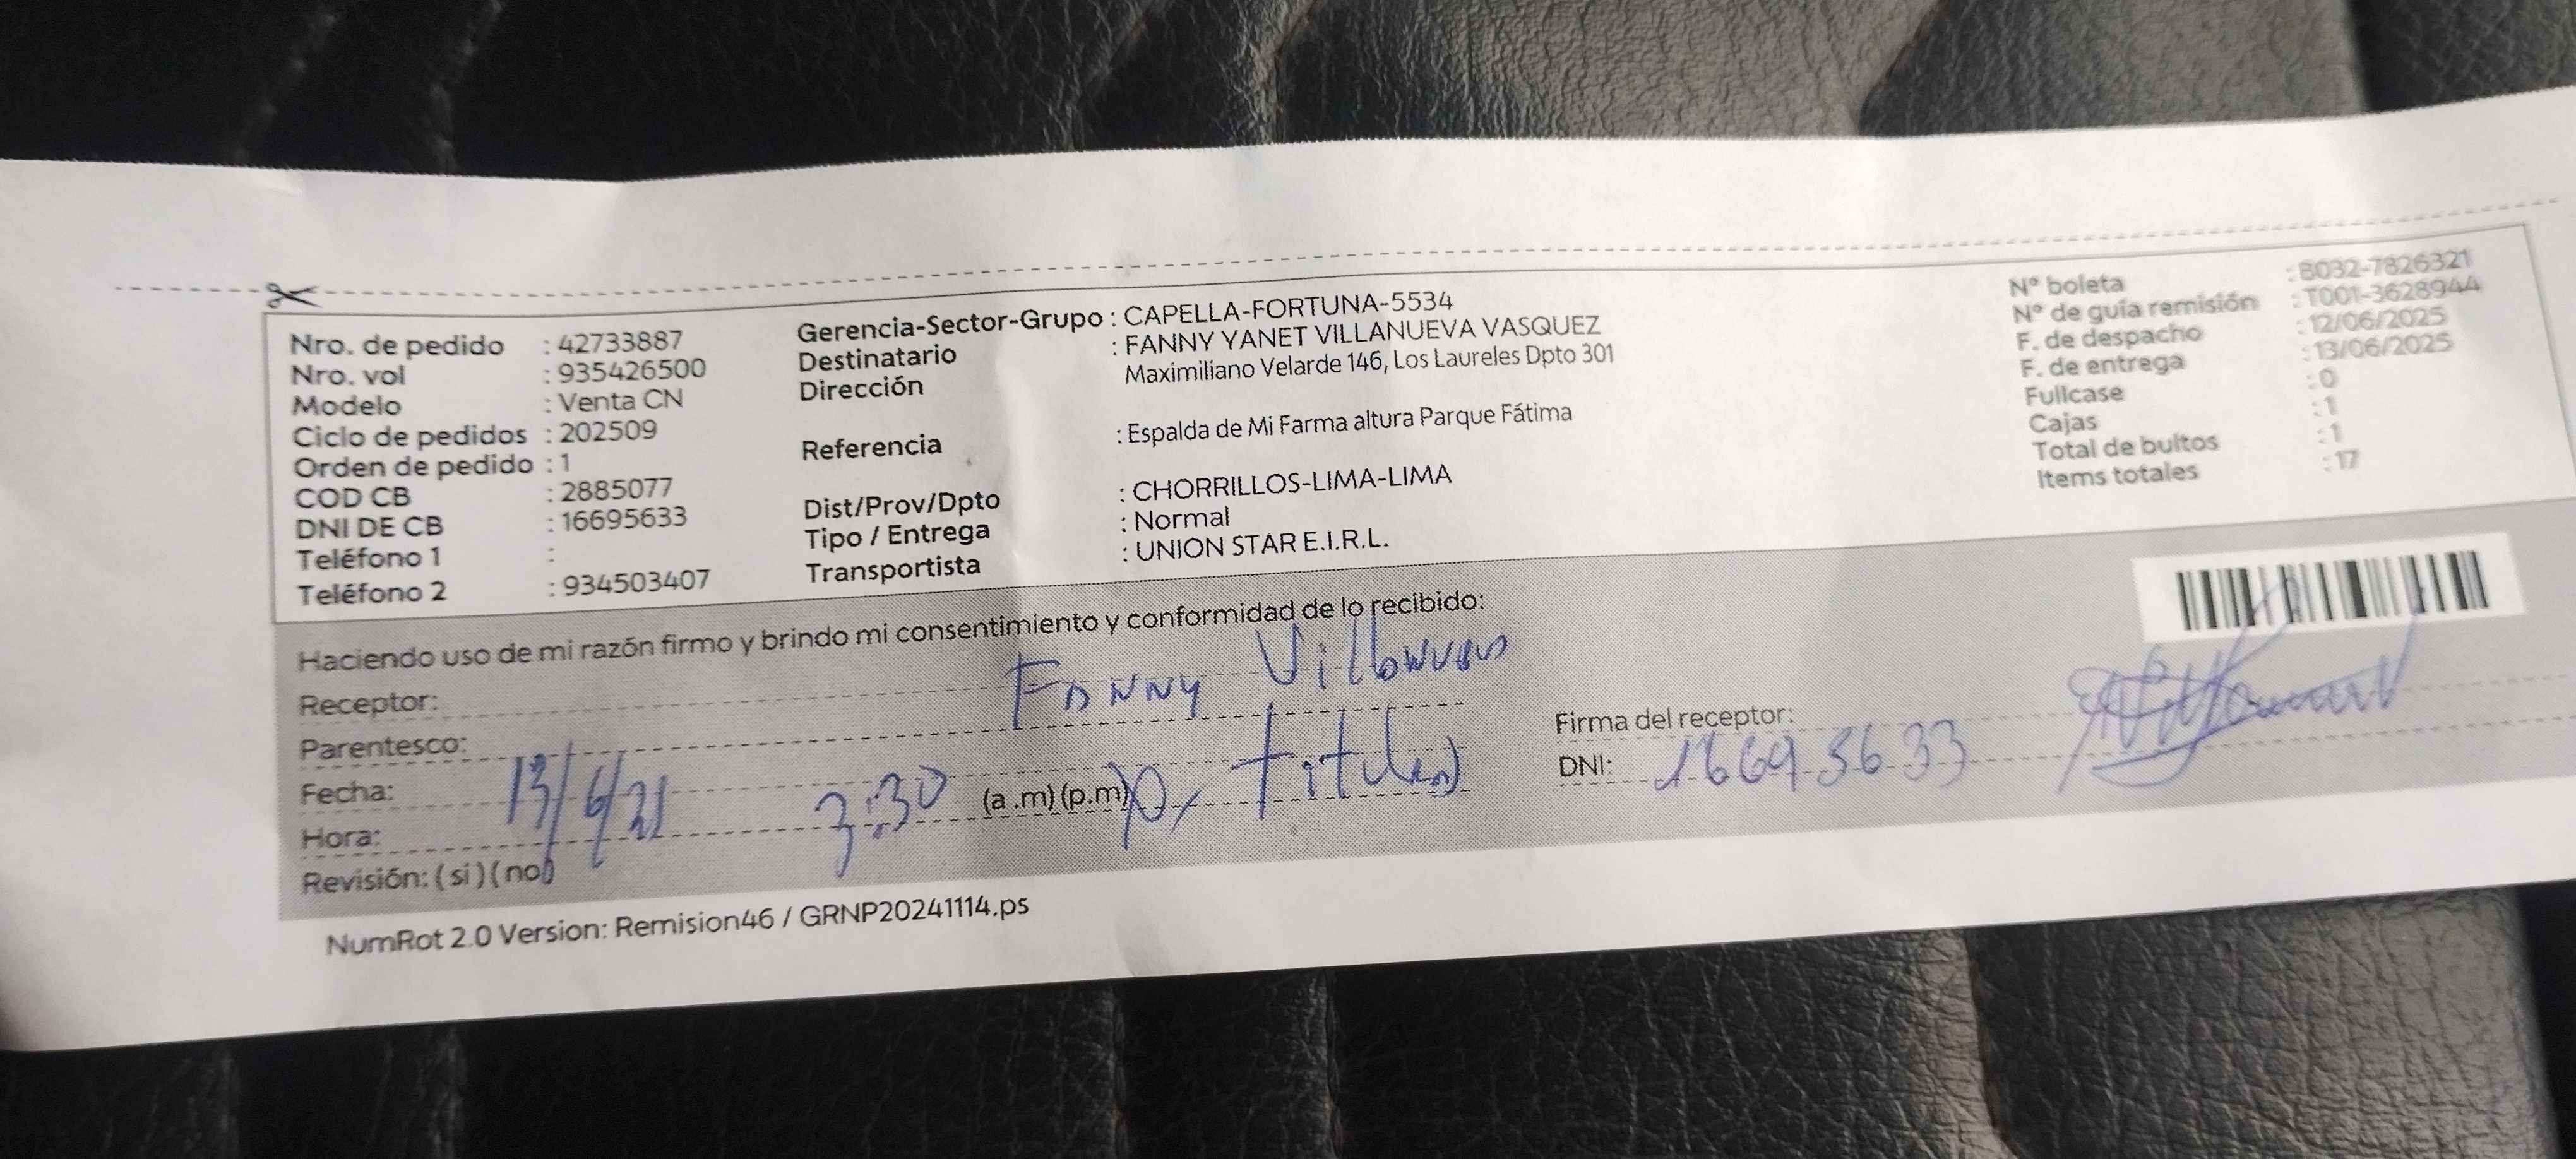 Nro. de pedido : 42733887
Nro. vol : 935426500
Modelo : Venta CN
Ciclo de pedidos : 202509
Orden de pedido : 1
COD CB : 2885077
DNI DE CB : 16695633
Teléfono 1 :
Teléfono 2 : 934503407
Gerencia-Sector-Grupo : CAPELLA-FORTUNA-5534
Destinatario : FANNY YANET VILLANUEVA VASQUEZ
Dirección Maximiliano Velarde 146, Los Laureles Dpto 301
Referencia : Espalda de Mi Farma altura Parque Fátima
Dist/Prov/Dpto : CHORRILLOS-LIMA-LIMA
Tipo / Entrega : Normal
Transportista : UNION STAR E.I.R.L.
N° boleta : B032-7826321
N° de guía remisión : T001-3628944
F. de despacho : 12/06/2025
F. de entrega : 13/06/2025
Fullcase : 0
Cajas : 1
Total de bultos : 1
Items totales : 17
Haciendo uso de mi razón firmo y brindo mi consentimiento y conformidad de lo recibido:
Receptor: Fanny
Parentesco:
Fecha:
Hora: 3:30 (a .m) (p.m)
Revisión: ( si ) ( no)
Firma del receptor:
DNI: 16695633
NumRot 2.0 Version: Remision46 / GRNP20241114.ps